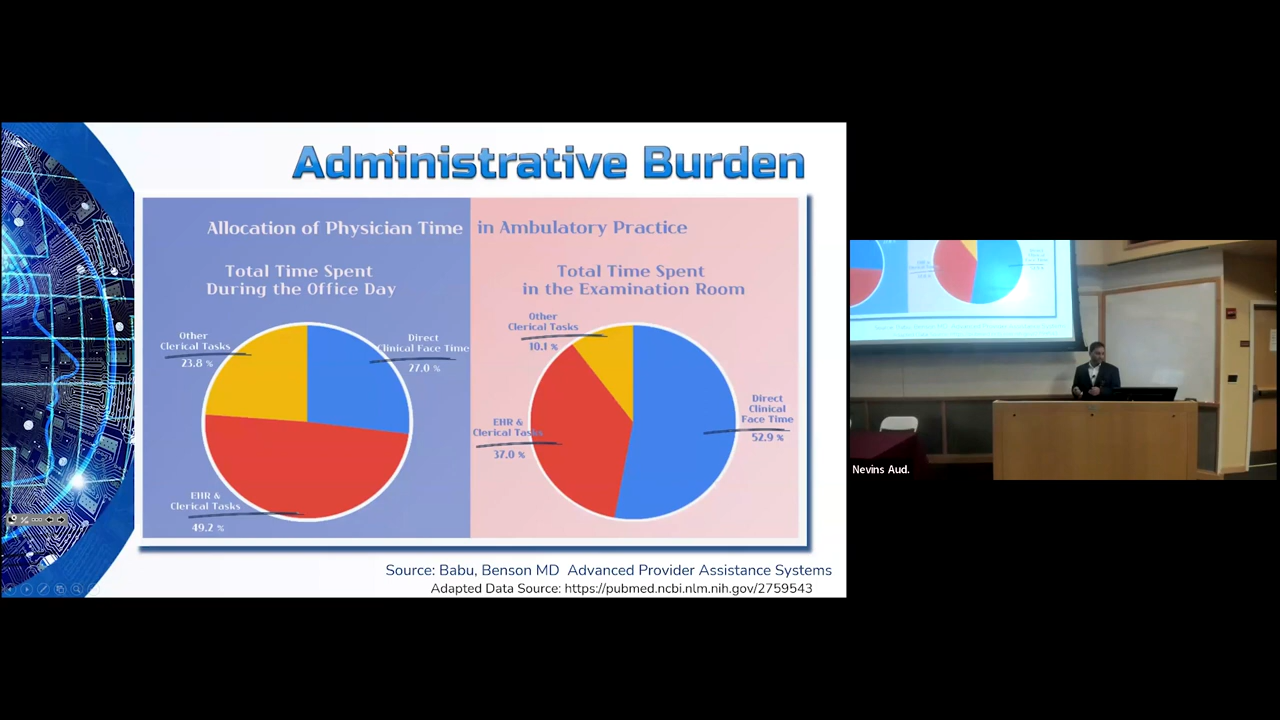 Administrative Burden
Allocation of Physician Time in Ambulatory Practice
Total Time Spent
During the Office Day
Other
Clerical Tasks
23.8 %
Direct
Clinical Face Time
27.0 %
EHR &
Clerical Tasks
49.2 %
Total Time Spent
in the Examination Room
Other
Clerical Tasks
10.1 %
EHR &
Clerical Tasks
37.0 %
Direct
Clinical
Face Time
52.9 %
Source: Babu, Benson MD Advanced Provider Assistance Systems
Adapted Data Source: https://pubmed.ncbi.nlm.nih.gov/2759543
Nevins Aud.